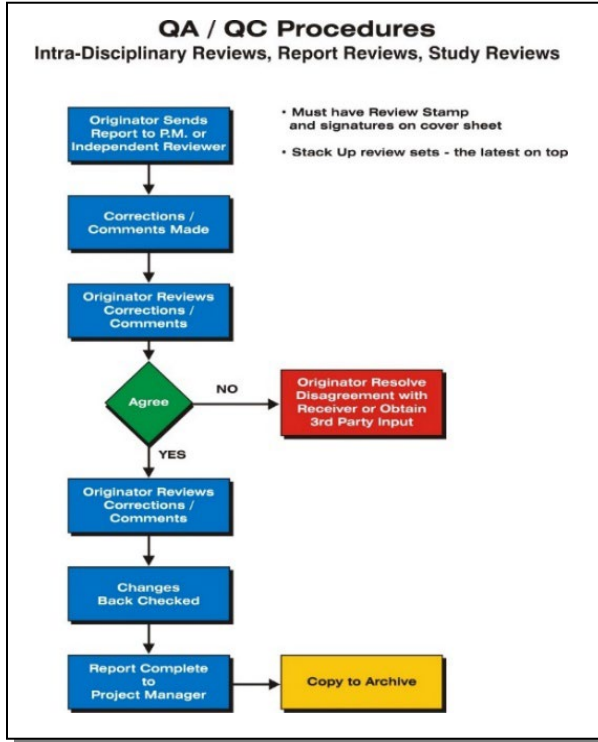 QA / QC Procedures
Intra-Disciplinary Reviews, Report Reviews, Study Reviews
Originator Sends
Report to P.M. or
Independent Reviewer
• Must have Review Stamp
and signatures on cover sheet
• Stack Up review sets - the latest on top
Corrections /
Comments Made
Originator Reviews
Corrections /
Comments
Agree
NO
Originator Resolve
Disagreement with
Receiver or Obtain
3rd Party Input
YES
Originator Reviews
Corrections /
Comments
Changes
Back Checked
Report Complete
to
Project Manager
Copy to Archive